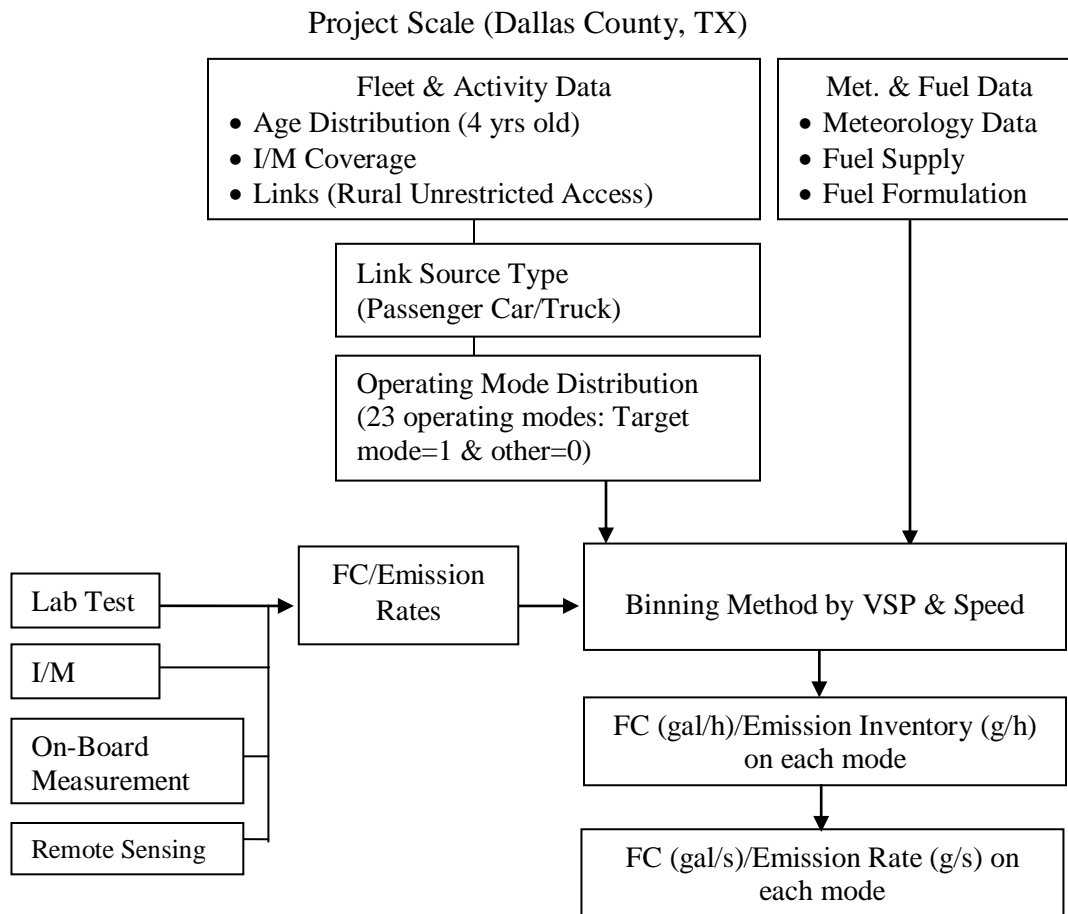 Project Scale (Dallas County, TX)
Fleet & Activity Data
• Age Distribution (4 yrs old)
• I/M Coverage
• Links (Rural Unrestricted Access)
Met. & Fuel Data
• Meteorology Data
• Fuel Supply
• Fuel Formulation
Link Source Type
(Passenger Car/Truck)
Operating Mode Distribution
(23 operating modes: Target
mode=1 & other=0)
Lab Test
I/M
On-Board
Measurement
Remote Sensing
FC/Emission
Rates
Binning Method by VSP & Speed
FC (gal/h)/Emission Inventory (g/h)
on each mode
FC (gal/s)/Emission Rate (g/s) on
each mode